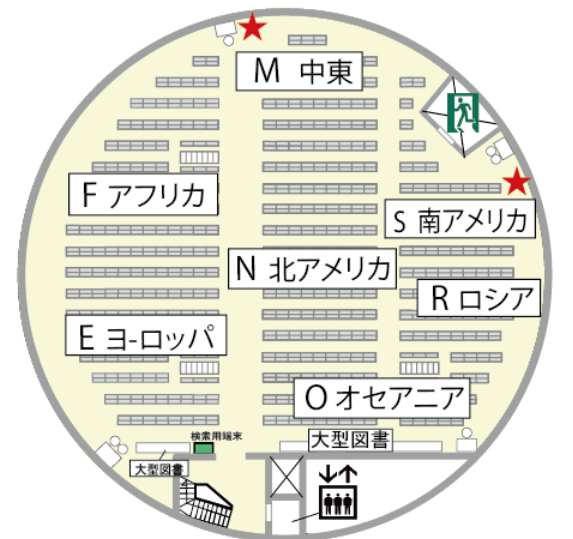 M 中東
F アフリカ
S 南アメリカ
N 北アメリカ
R ロシア
E ヨ-ロッパ
O オセアニア
検索用端末
大型図書
大型図書